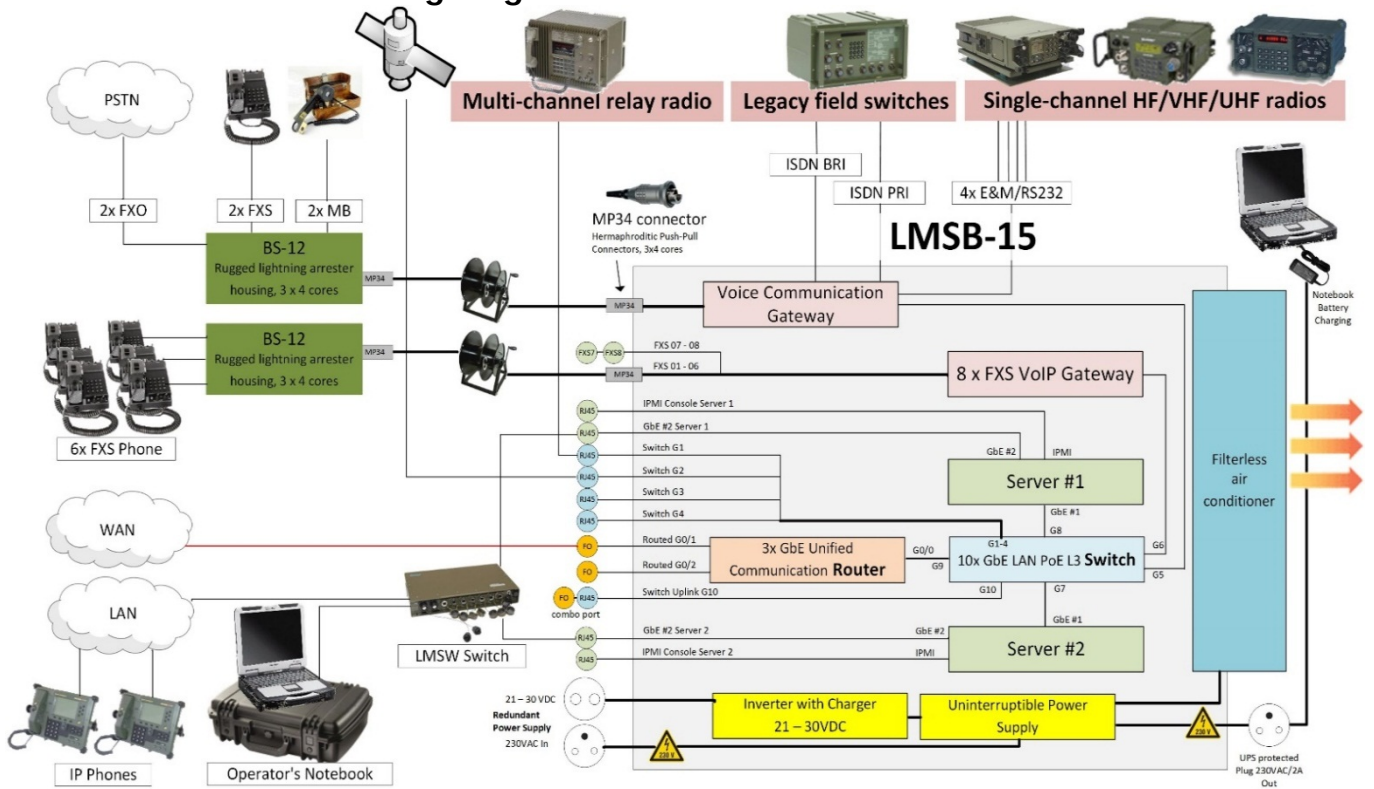 PSTN
Multi-channel relay radio
Legacy field switches
Single-channel HF/VHF/UHF radios
ISDN BRI
ISDN PRI
4x E&M/RS232
2x FXO
2x FXS
2x MB
MP34 connector
Hermaphroditic Push-Pull
Connectors, 3x4 cores
LMSB-15
BS-12
Rugged lightning arrester
housing, 3 x 4 cores
MP34
MP34
Voice Communication
Gateway
Notebook
Battery
Charging
BS-12
Rugged lightning arrester
housing, 3 x 4 cores
MP34
FXS7
FXS8
FXS 07 - 08
FXS 01 - 06
MP34
8 x FXS VoIP Gateway
6x FXS Phone
RJ45
IPMI Console Server 1
RJ45
GbE #2 Server 1
GbE #2
IPMI
RJ45
Switch G1
Server #1
RJ45
Switch G2
RJ45
Switch G3
GbE #1
RJ45
Switch G4
G8
Filterless
air
conditioner
WAN
FO
Routed G0/1
3x GbE Unified
Communication Router
G0/0
G9
G1-4
10x GbE LAN PoE L3 Switch
G6
G5
FO
Routed G0/2
FO
RJ45
combo port
Switch Uplink G10
G10
G7
LAN
GbE #1
LMSW Switch
RJ45
GbE #2 Server 2
GbE #2
Server #2
RJ45
IPMI Console Server 2
IPMI
21 – 30 VDC
Redundant
Power Supply
230VAC In
230 V
Inverter with Charger
21 – 30VDC
Uninterruptible Power
Supply
230 V
UPS protected
Plug 230VAC/2A
Out
IP Phones
Operator's Notebook